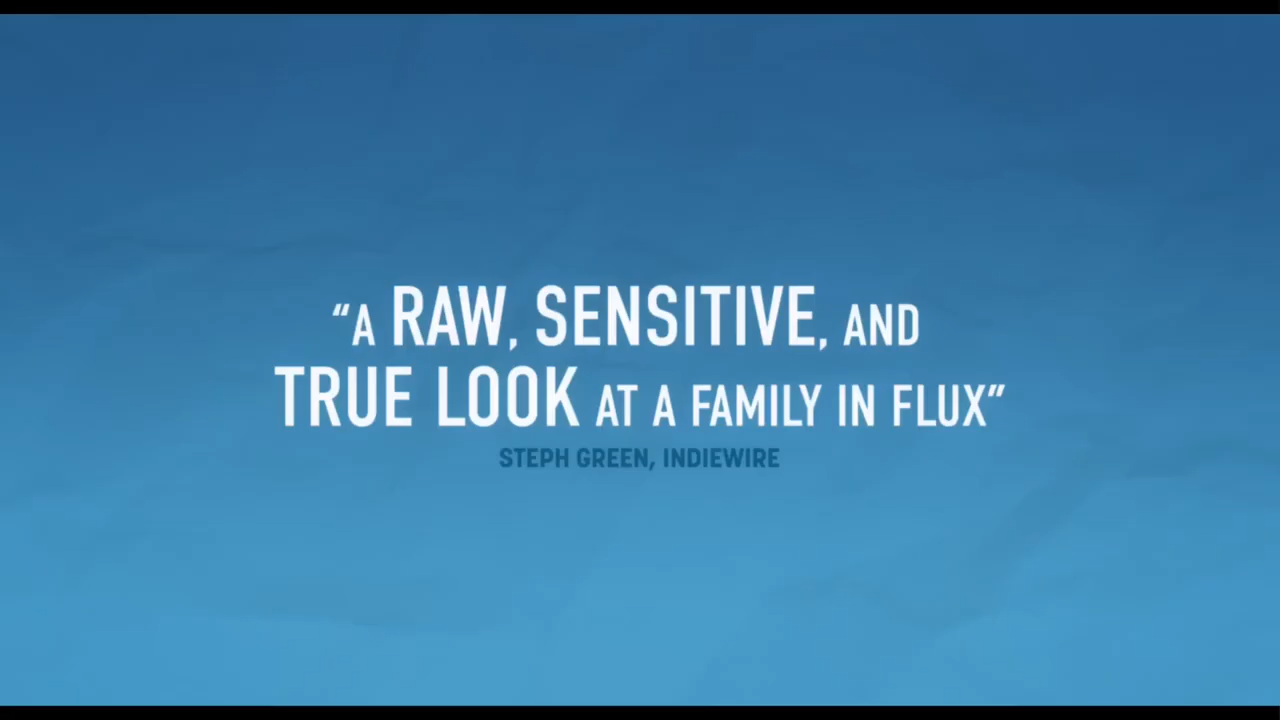 “A RAW, SENSITIVE, AND
TRUE LOOK AT A FAMILY IN FLUX”
STEPH GREEN, INDIEWIRE